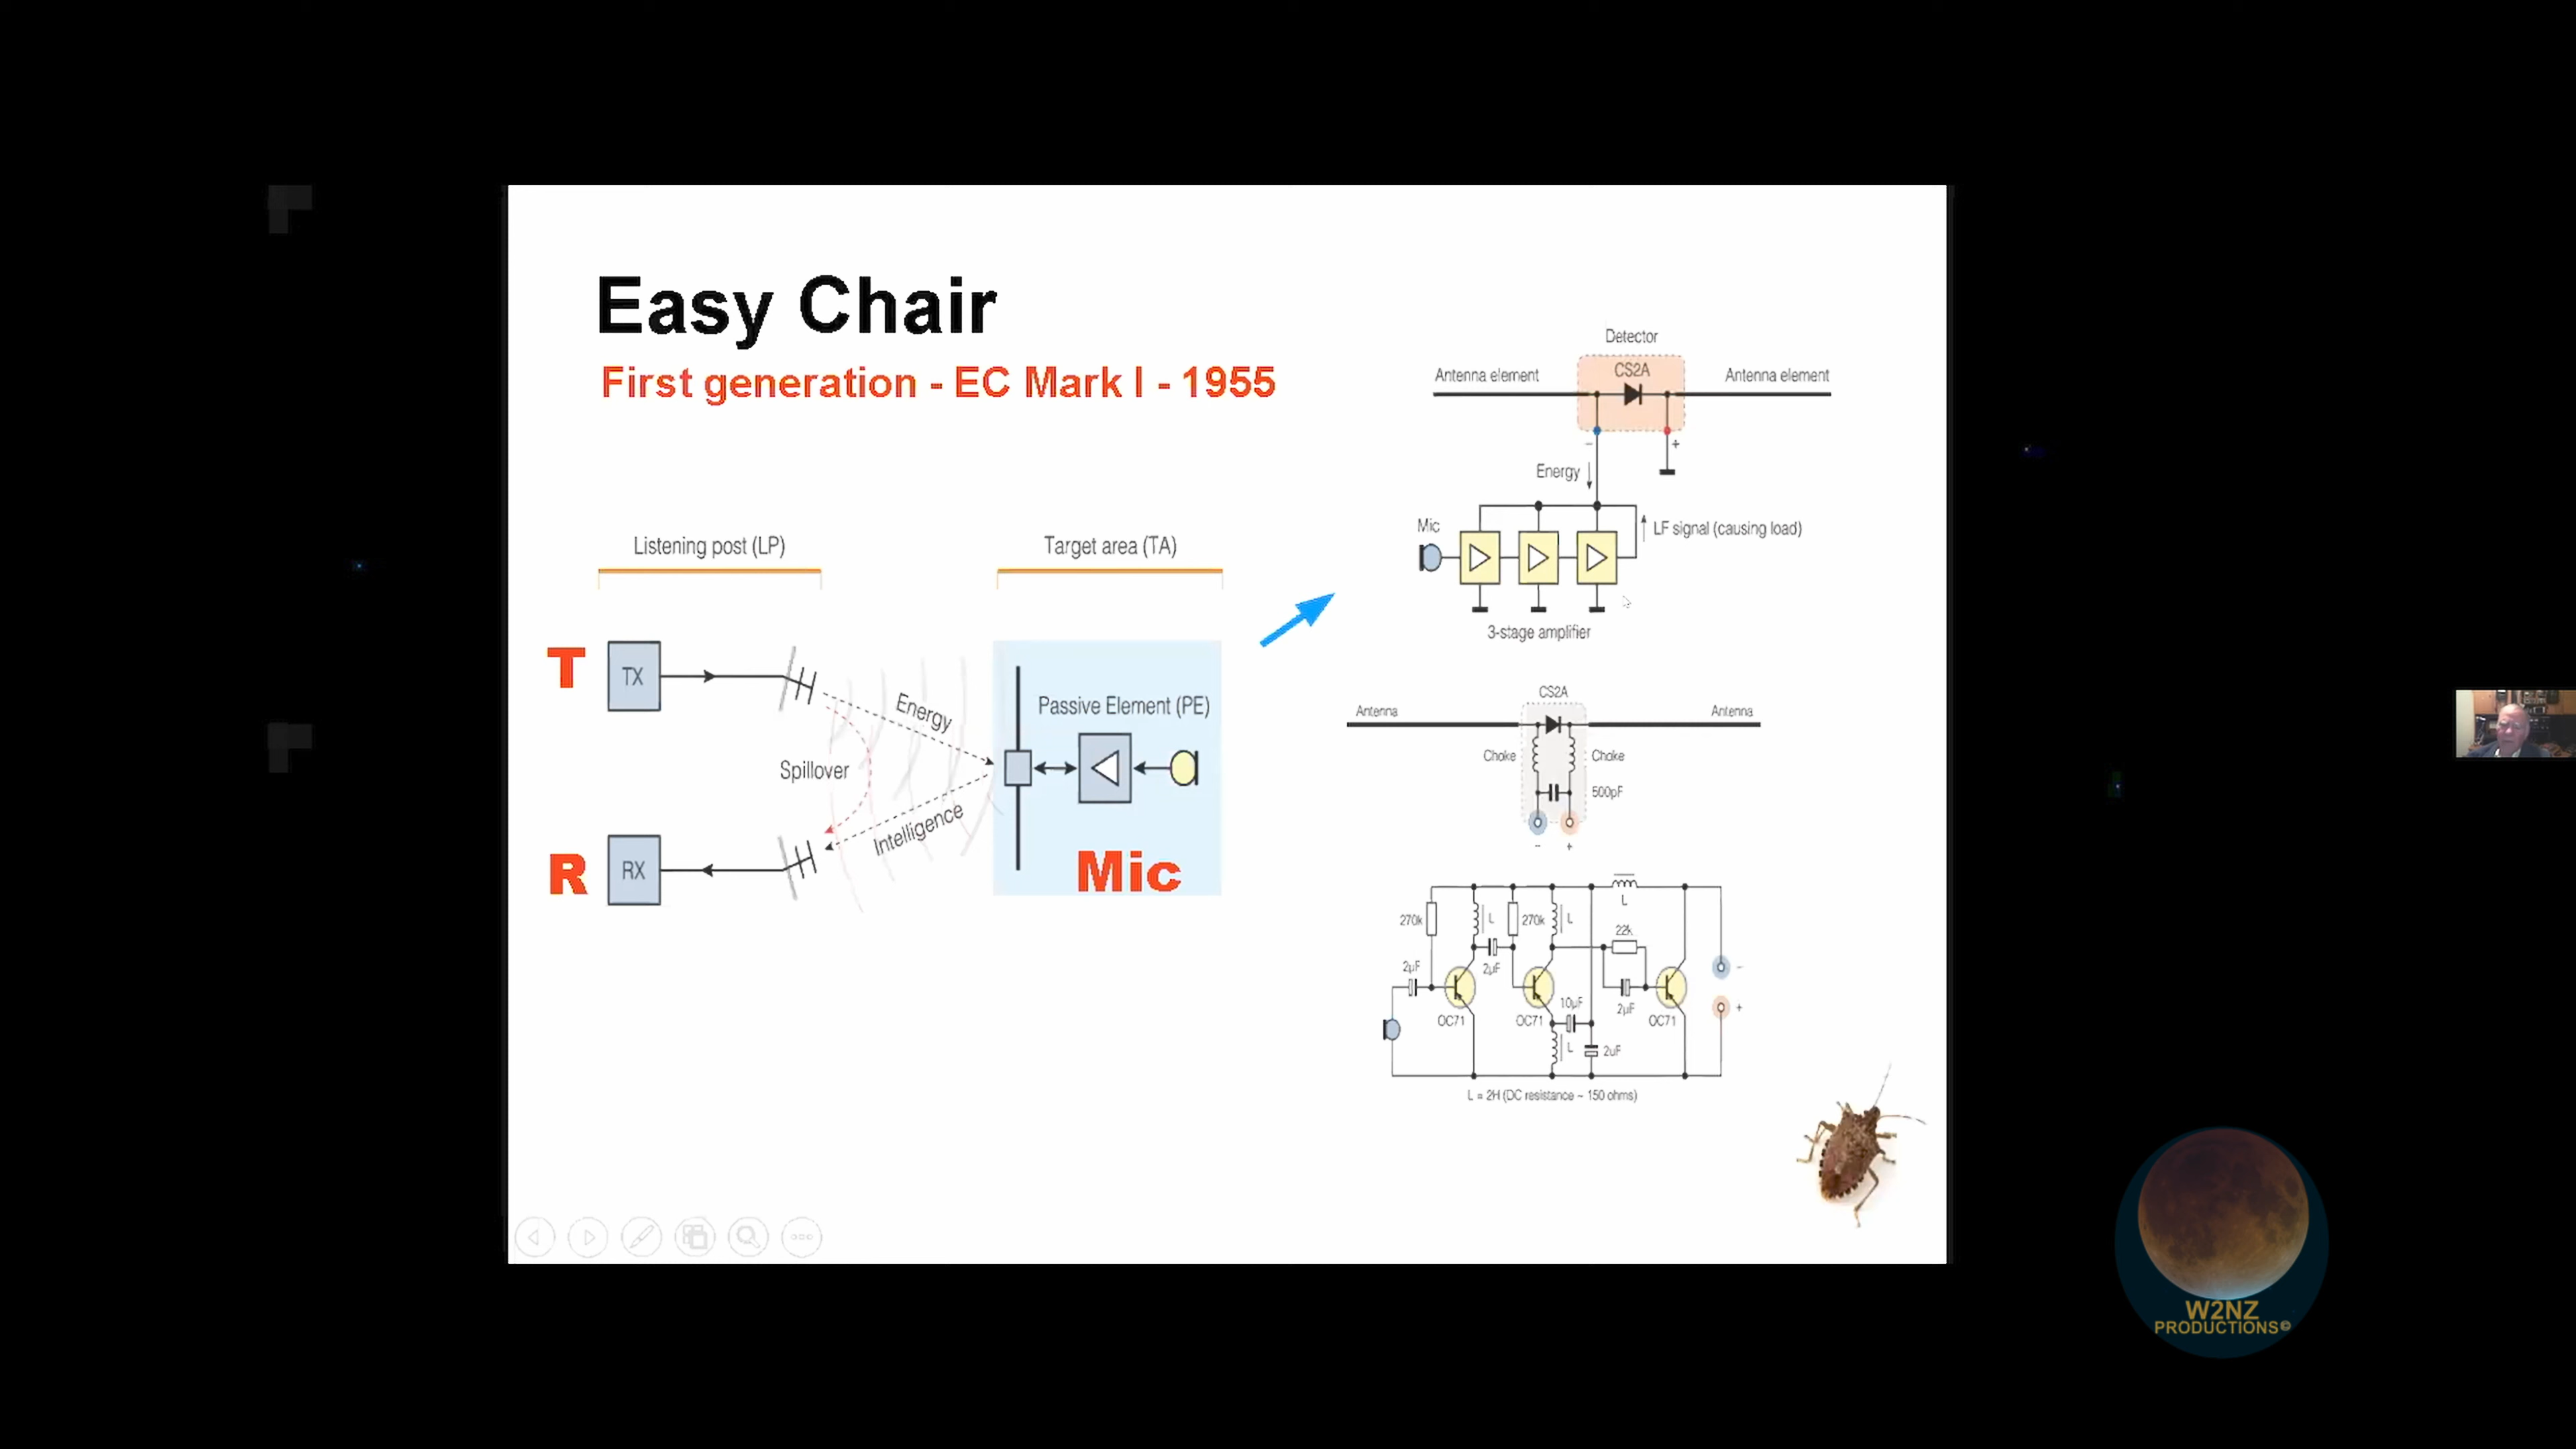 Easy Chair
First generation - EC Mark I - 1955
Listening post (LP)
Target area (TA)
T
TX
Energy
Spillover
Intelligence
Passive Element (PE)
R
RX
Mic
Detector
CS2A
Antenna element
Antenna element
-
+
Energy
Mic
LF signal (causing load)
3-stage amplifier
CS2A
Antenna
Antenna
Choke
Choke
500pF
-
+
L
270k
L
270k
L
22k
2µF
2µF
10µF
2µF
OC71
OC71
OC71
-
+
L
2uF
L = 2H (DC resistance ~ 150 ohms)
W2NZ
PRODUCTIONS©